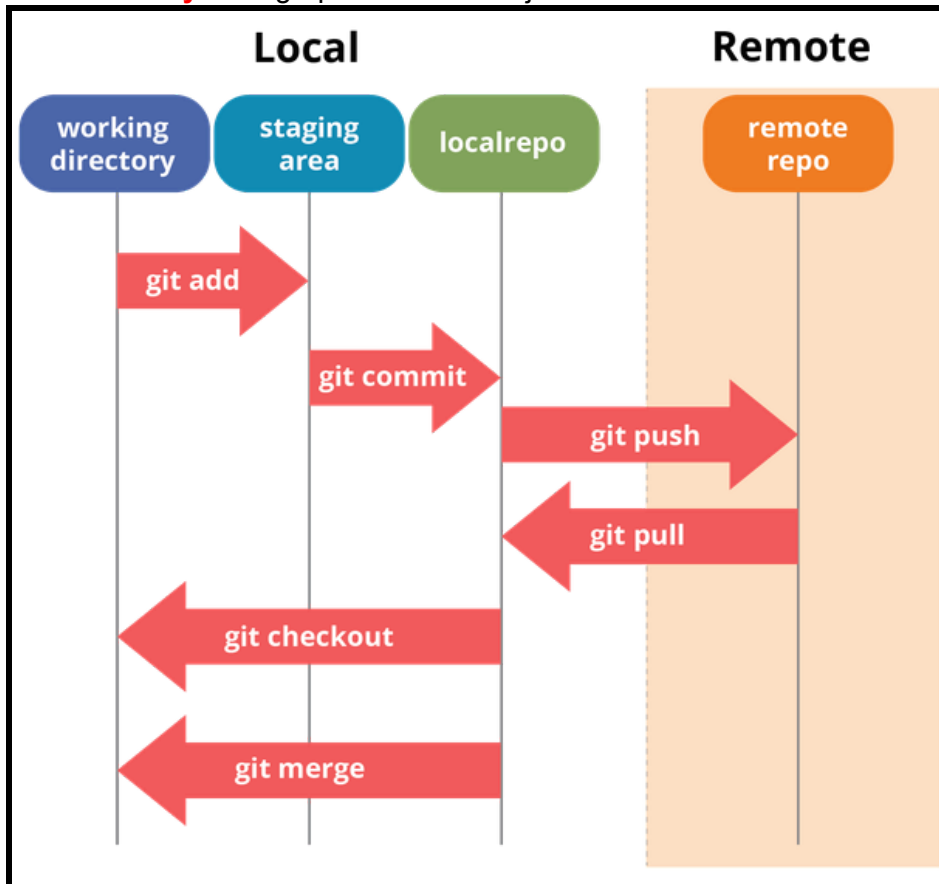 Local
Remote
working
directory
staging
area
localrepo
remote
repo
git add
git commit
git push
git pull
git checkout
git merge